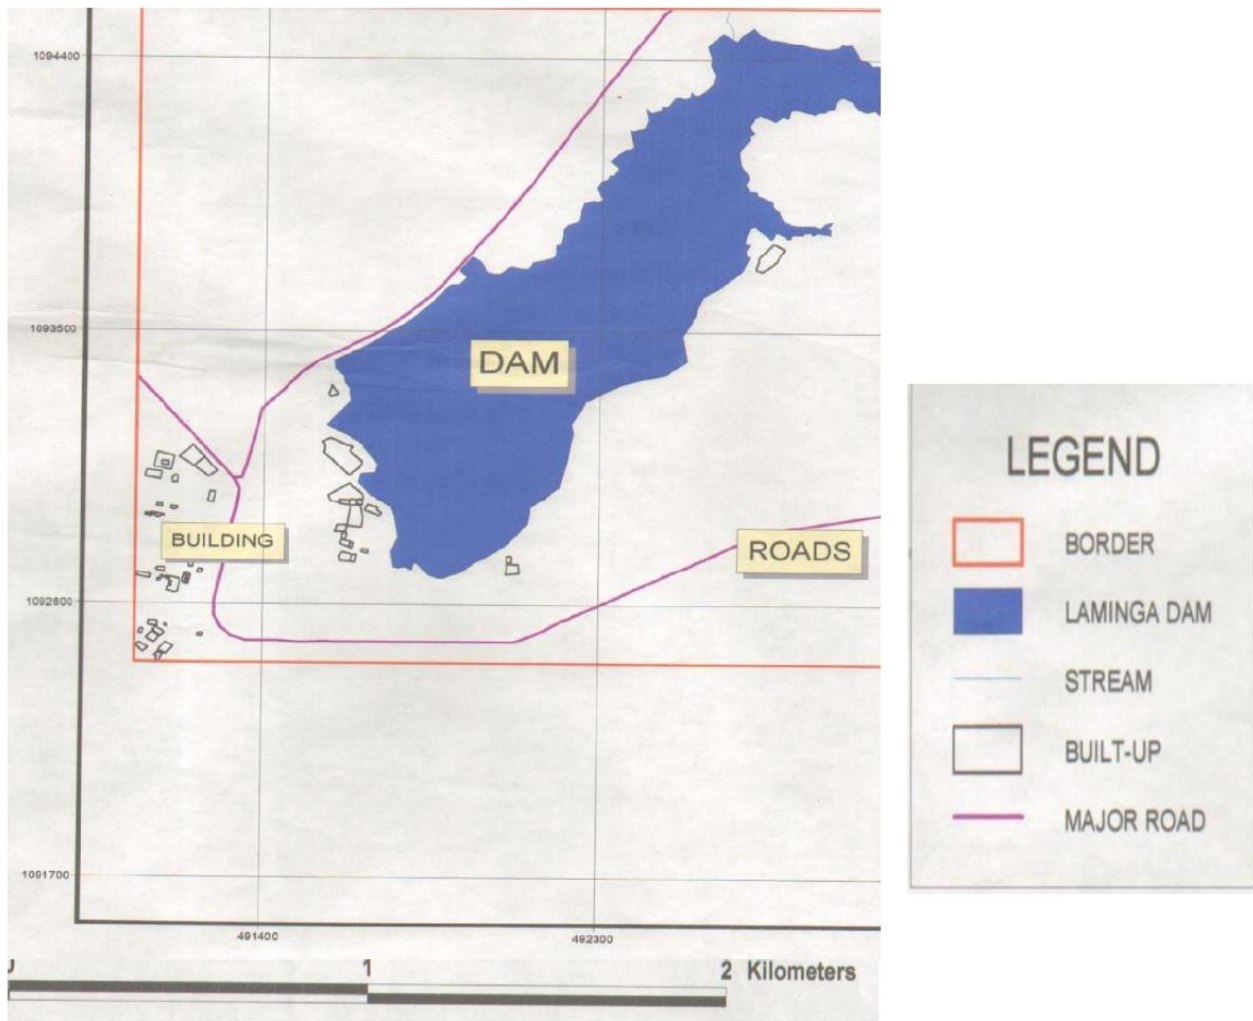 1094400
1093500
DAM
BUILDING
ROADS
1092600
1091700
491400
492300
0 1 2 Kilometers
LEGEND
BORDER
LAMINGA DAM
STREAM
BUILT-UP
MAJOR ROAD